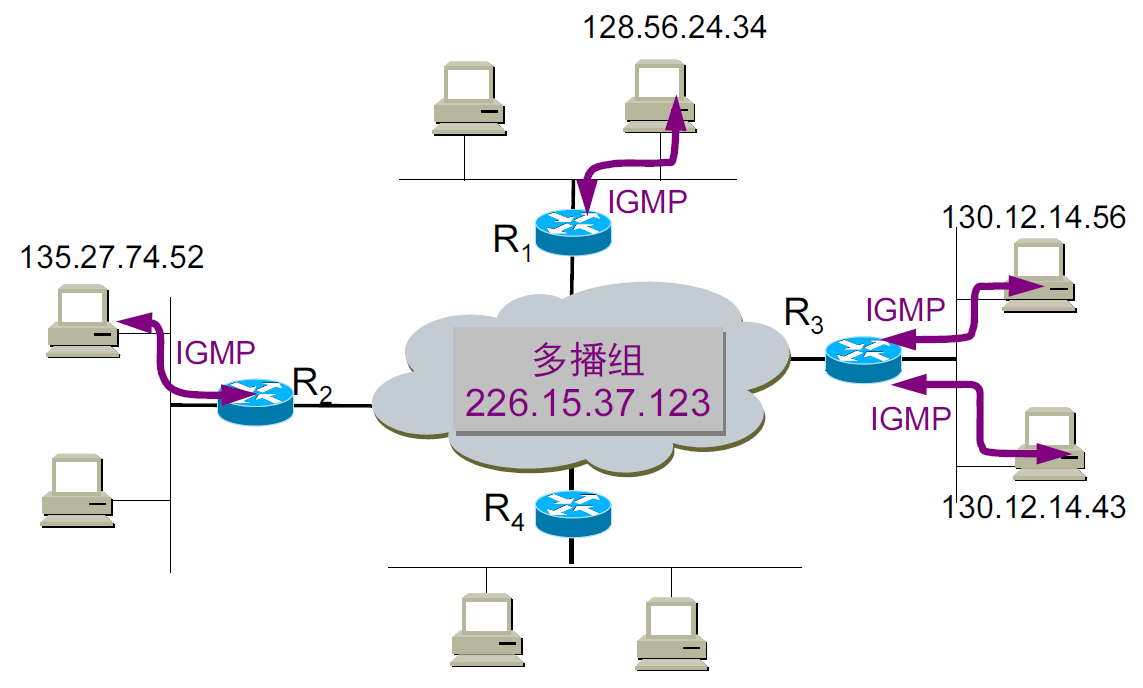 128.56.24.34
IGMP
R1
130.12.14.56
135.27.74.52
R3
IGMP
IGMP
R2
多播组
226.15.37.123
IGMP
R4
130.12.14.43